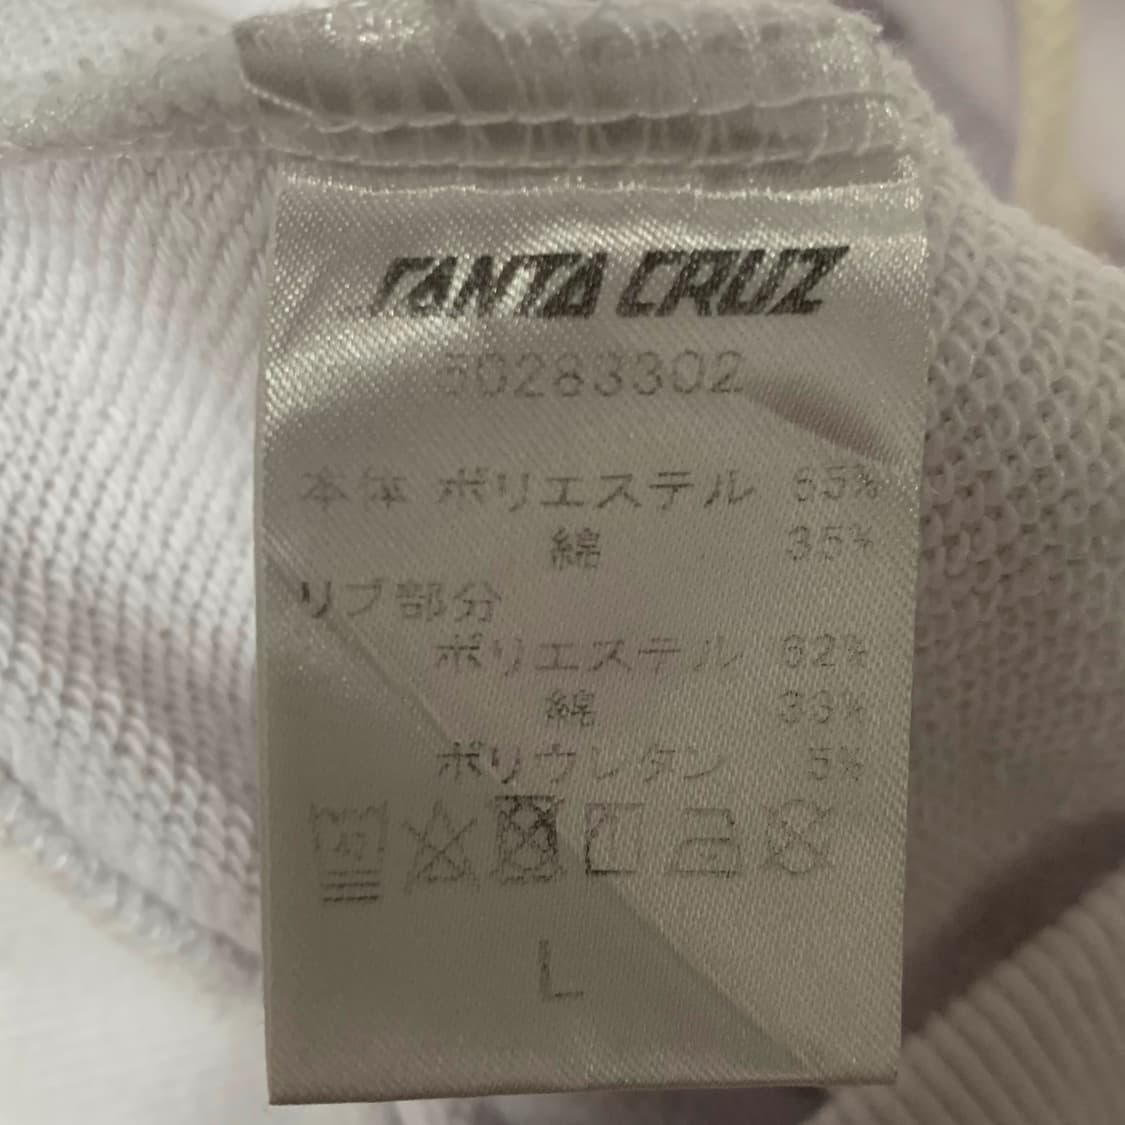 SANTA CRUZ
50283302
本体 ポリエステル 65%
綿 35%
リブ部分
ポリエステル 62%
綿 33%
ポリウレタン 5%
L